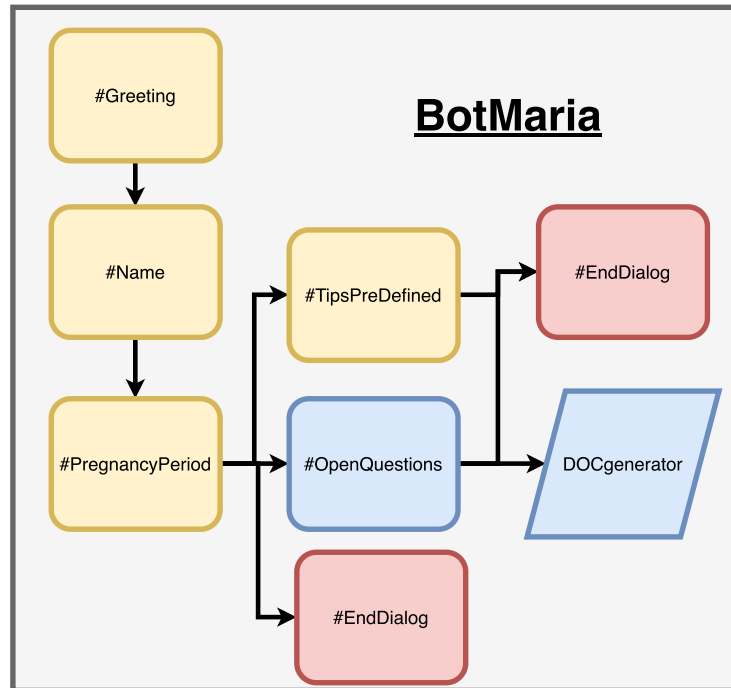 #Greeting
BotMaria
#Name
#TipsPreDefined
#EndDialog
#PregnancyPeriod
#OpenQuestions
DOCgenerator
#EndDialog